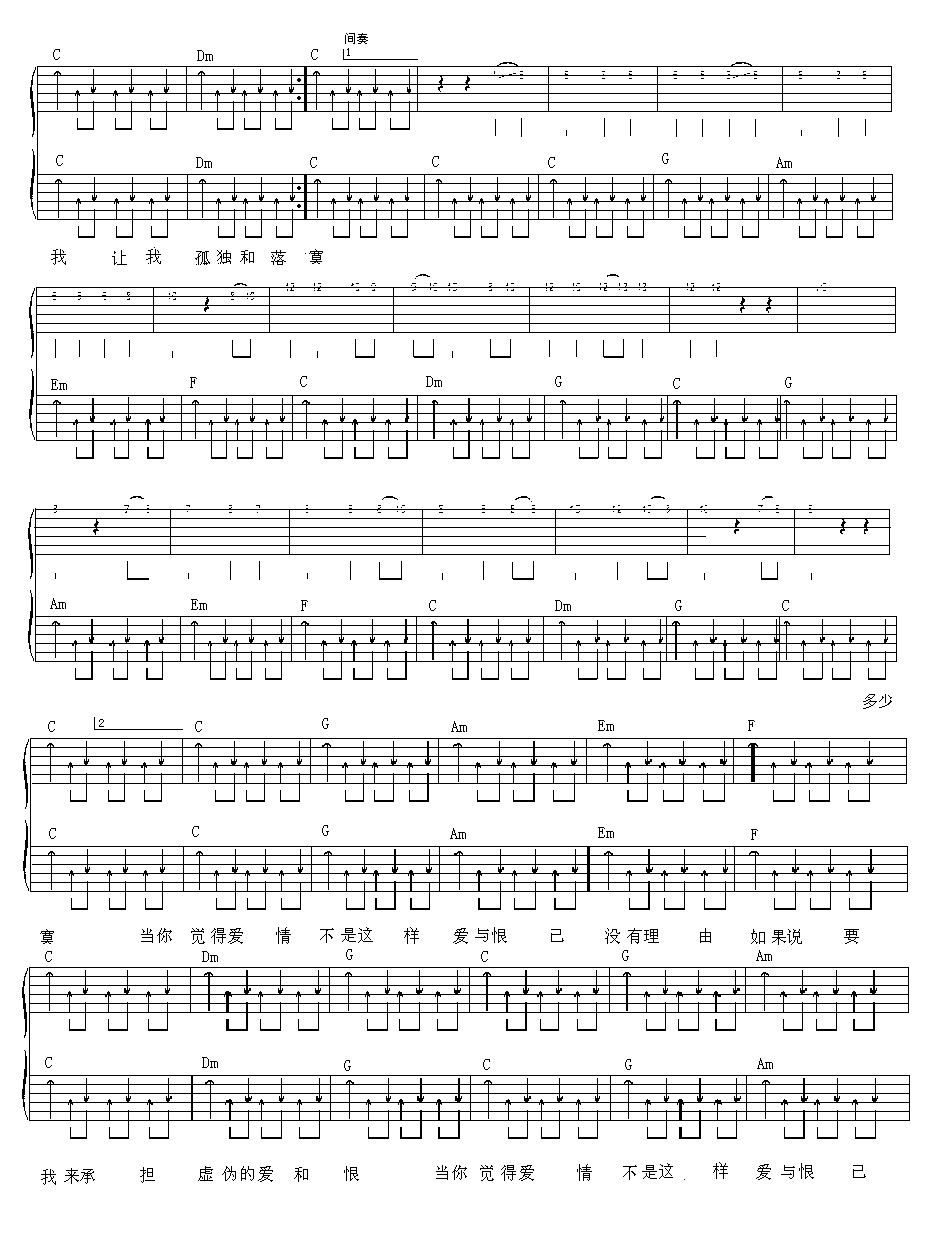 间奏
C Dm C 1
C Dm C C C G Am
我 让 我 孤 独 和 落 寞
Em F C Dm G C G
Am Em F C Dm G C
多少
C 2 C G Am Em F
C C G Am Em F
寞 当你 觉得爱 情 不是这 样 爱与恨 已 没有理 由 如果说 要
C Dm G C G Am
C Dm G C G Am
我来承 担 虚伪的爱 和 恨 当你 觉得爱 情 不是这 样 爱与恨 已